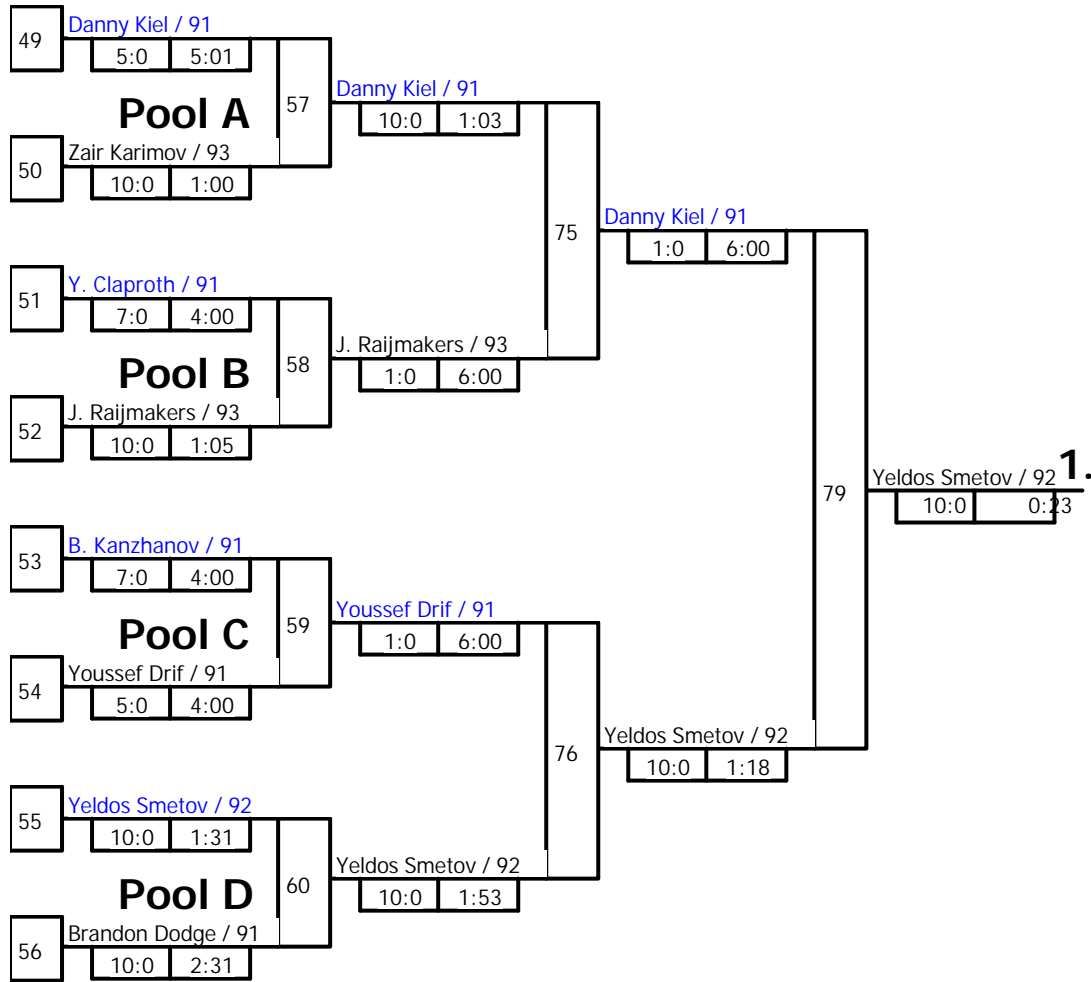 49
Danny Kiel / 91
5:0 5:01
Pool A
57
50
Zair Karimov / 93
10:0 1:00
Danny Kiel / 91
10:0 1:03
51
Y. Claproth / 91
7:0 4:00
Pool B
58
52
J. Raijmakers / 93
10:0 1:05
J. Raijmakers / 93
1:0 6:00
75
Danny Kiel / 91
1:0 6:00
53
B. Kanzhanov / 91
7:0 4:00
Pool C
59
54
Youssef Drif / 91
5:0 4:00
Youssef Drif / 91
1:0 6:00
55
Yeldos Smetov / 92
10:0 1:31
Pool D
60
56
Brandon Dodge / 91
10:0 2:31
Yeldos Smetov / 92
10:0 1:53
76
Yeldos Smetov / 92
10:0 1:18
79
Yeldos Smetov / 92 1.
10:0 0:23